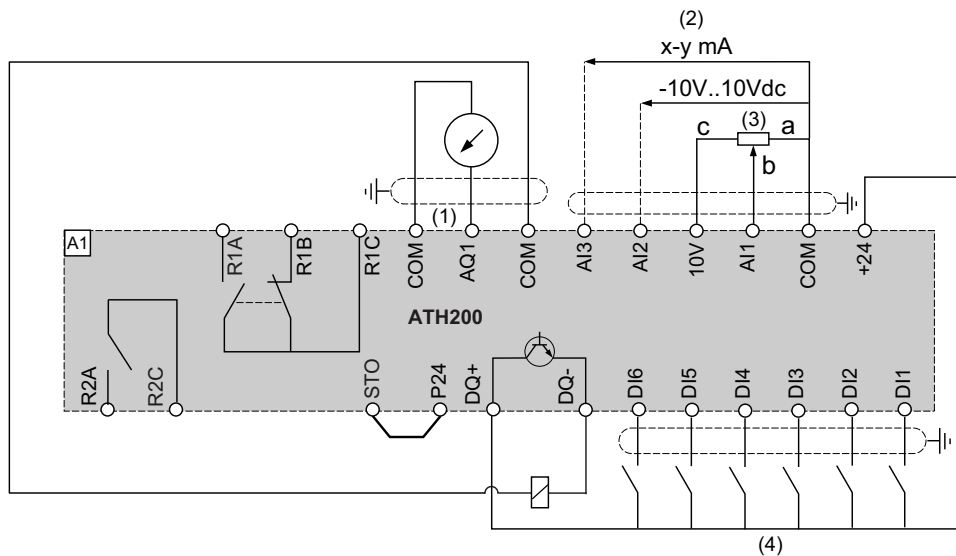 (2)
x-y mA
-10V..10Vdc
c
(3)
a
b
(1)
A1
R1A
R1B
R1C
COM
AQ1
COM
AI3
AI2
10V
AI1
COM
+24
ATH200
R2A
R2C
STO
P24
DQ+
DQ-
DI6
DI5
DI4
DI3
DI2
DI1
(4)